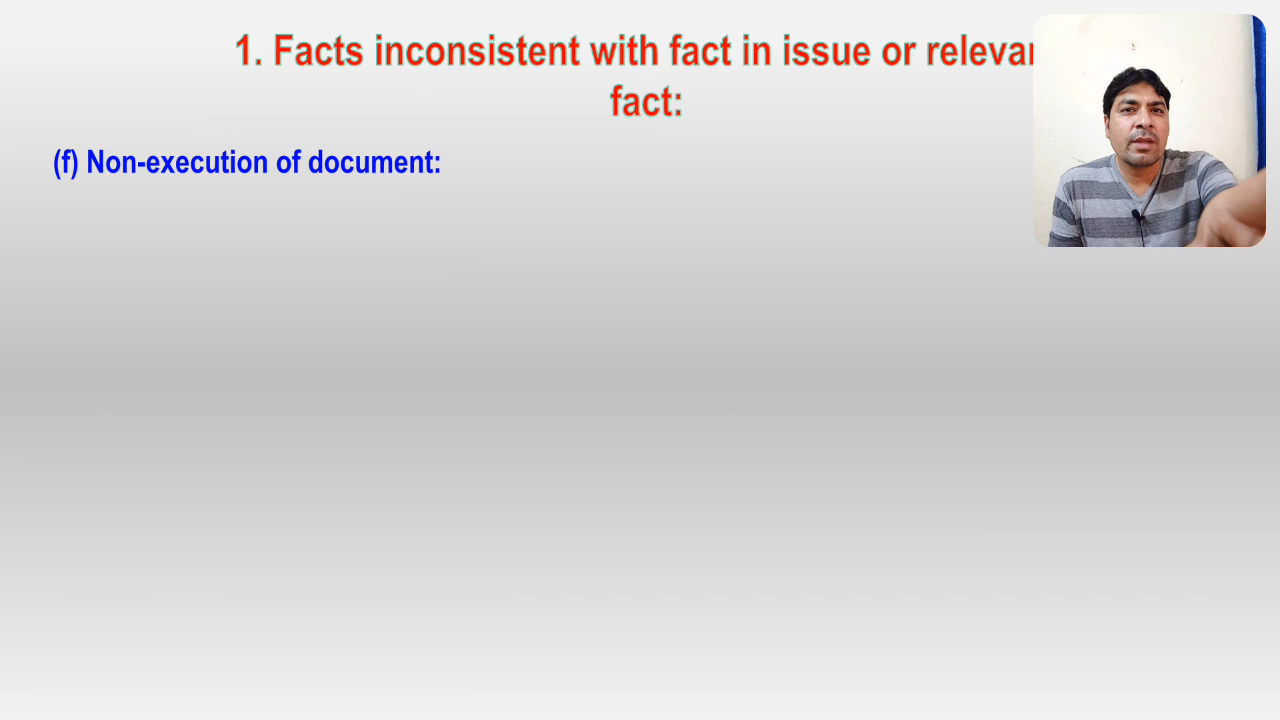 1. Facts inconsistent with fact in issue or
fact:
(f) Non-execution of document: